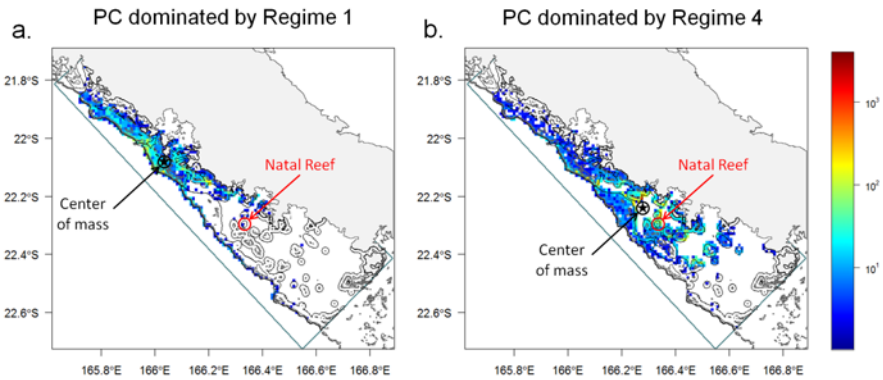 PC dominated by Regime 1
PC dominated by Regime 4
a.
b.
21.8°S
22°S
22.2°S
22.4°S
22.6°S
165.8°E
166°E
166.2°E
166.4°E
166.6°E
166.8°E
Natal Reef
Center
of mass
21.8°S
22°S
22.2°S
22.4°S
22.6°S
165.8°E
166°E
166.2°E
166.4°E
166.6°E
166.8°E
Natal Reef
Center
of mass
10³
10²
10¹